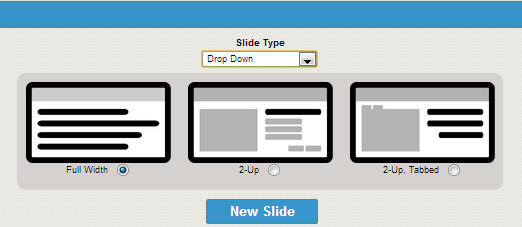 Slide Type
Drop Down
Full Width
2-Up
2-Up, Tabbed
New Slide